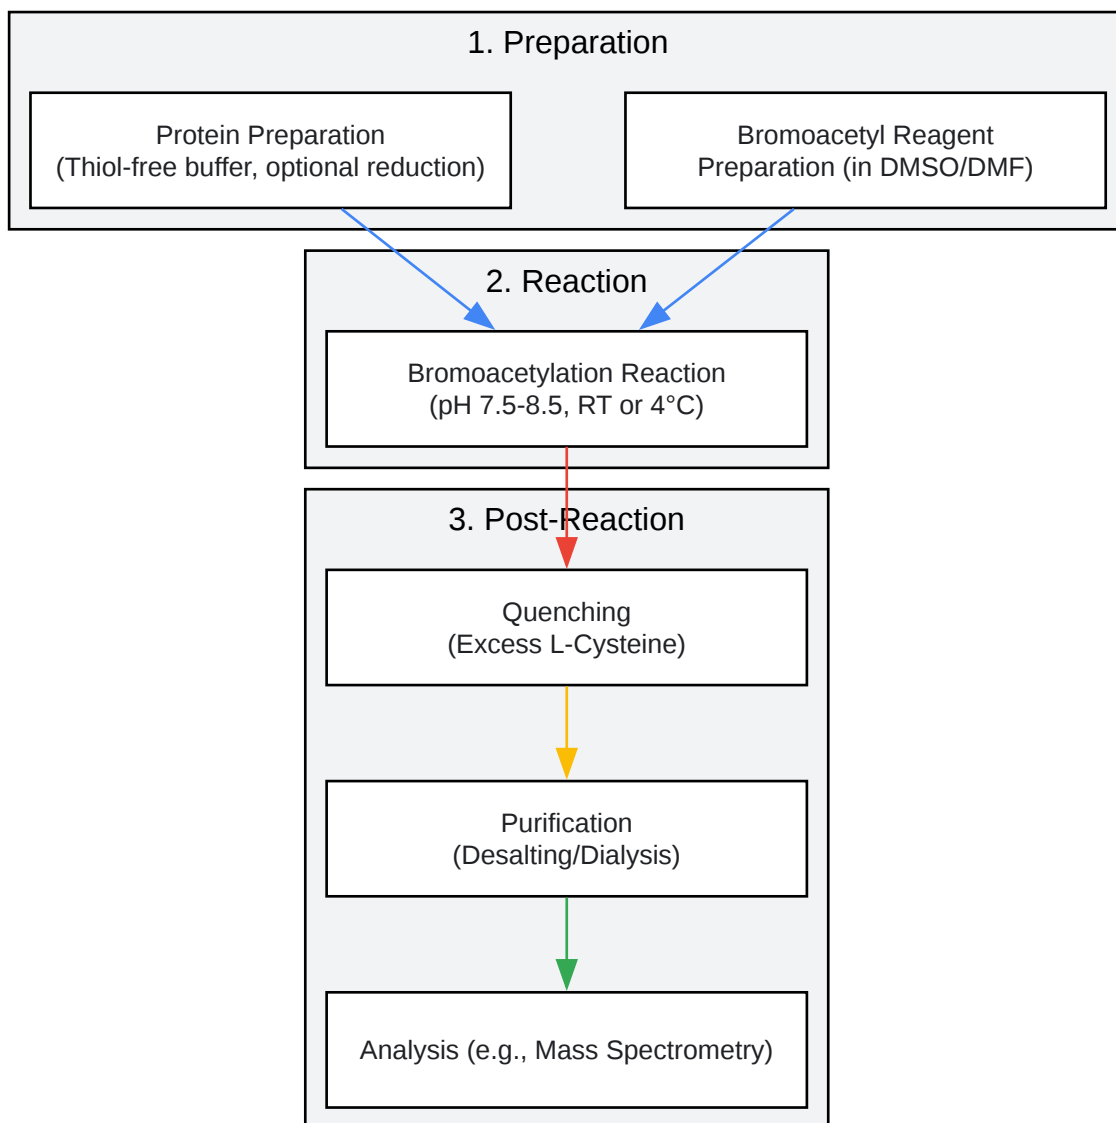 1. Preparation
Protein Preparation
(Thiol-free buffer, optional reduction)
Bromoacetyl Reagent
Preparation (in DMSO/DMF)
2. Reaction
Bromoacetylation Reaction
(pH 7.5-8.5, RT or 4°C)
3. Post-Reaction
Quenching
(Excess L-Cysteine)
Purification
(Desalting/Dialysis)
Analysis (e.g., Mass Spectrometry)